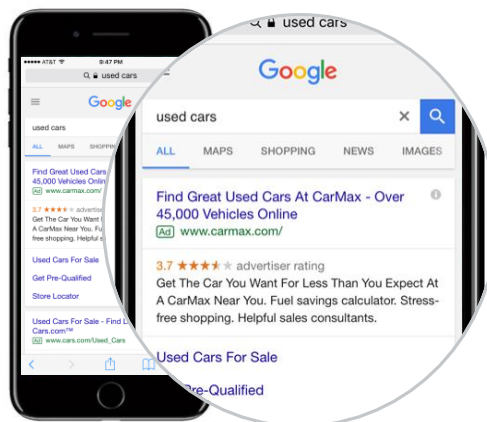 AT&T 9:47 PM
used cars
Google
used cars
ALL MAPS SHOPPING
Find Great Used Cars
45,000 Vehicles Online
Ad www.carmax.com/
3.7 advertiser
Get The Car You Want
A CarMax Near You. Fu
free shopping. Helpful s
Used Cars For Sale
Get Pre-Qualified
Store Locator
Used Cars For Sale - Find L
Cars.com™
Ad www.cars.com/Used_Cars
used cars
Google
used cars
ALL MAPS SHOPPING NEWS IMAGES
Find Great Used Cars At CarMax - Over
45,000 Vehicles Online
Ad www.carmax.com/
3.7 advertiser rating
Get The Car You Want For Less Than You Expect At
A CarMax Near You. Fuel savings calculator. Stress-
free shopping. Helpful sales consultants.
Used Cars For Sale
Pre-Qualified